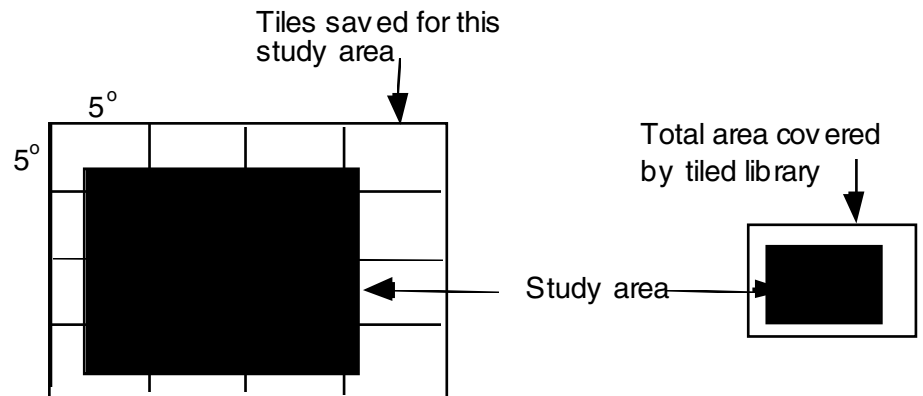 Tiles saved for this
study area
5°
5°
Total area covered
by tiled library
Study area